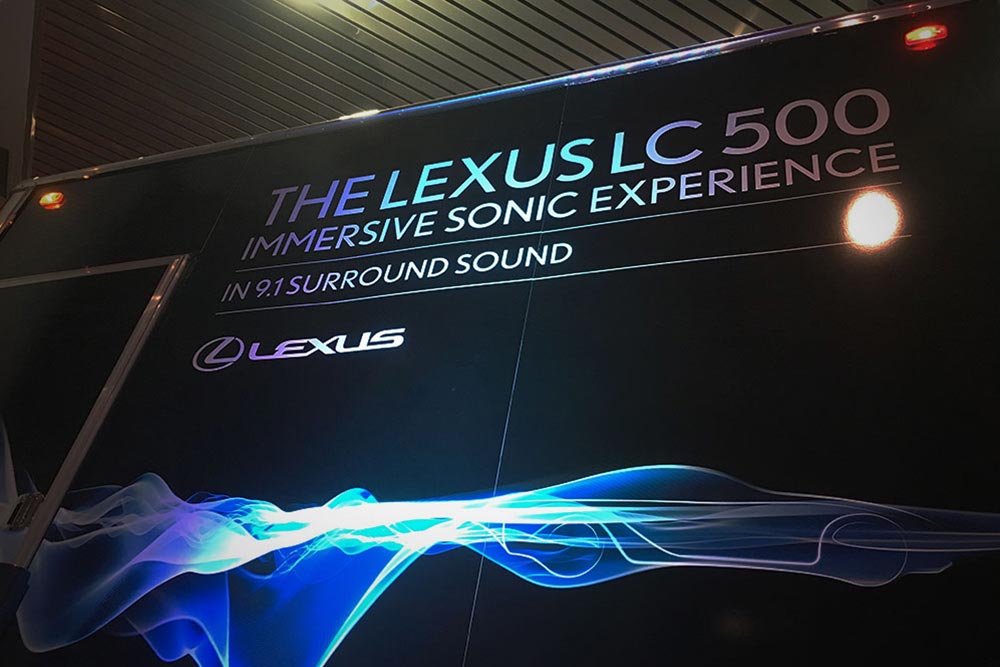 THE LEXUS LC 500
IMMERSIVE SONIC EXPERIENCE
IN 9.1 SURROUND SOUND
LEXUS